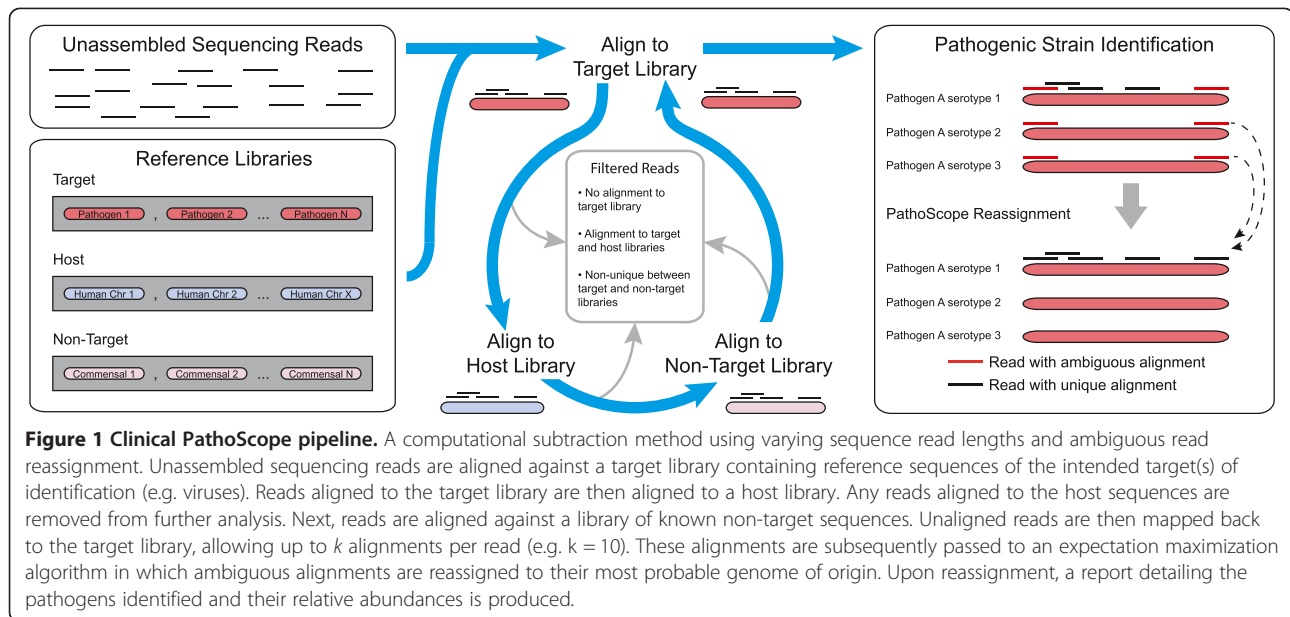 Unassembled Sequencing Reads
Reference Libraries
Target
Pathogen 1 , Pathogen 2 ... Pathogen N
Host
Human Chr 1 , Human Chr 2 ... Human Chr X
Non-Target
Commensal 1 , Commensal 2 ... Commensal N
Align to
Target Library
Filtered Reads
• No alignment to
target library
• Alignment to target
and host libraries
• Non-unique between
target and non-target
libraries
Align to
Host Library
Align to
Non-Target Library
Pathogenic Strain Identification
Pathogen A serotype 1
Pathogen A serotype 2
Pathogen A serotype 3
PathoScope Reassignment
Pathogen A serotype 1
Pathogen A serotype 2
Pathogen A serotype 3
Read with ambiguous alignment
Read with unique alignment
Figure 1 Clinical PathoScope pipeline. A computational subtraction method using varying sequence read lengths and ambiguous read
reassignment. Unassembled sequencing reads are aligned against a target library containing reference sequences of the intended target(s) of
identification (e.g. viruses). Reads aligned to the target library are then aligned to a host library. Any reads aligned to the host sequences are
removed from further analysis. Next, reads are aligned against a library of known non-target sequences. Unaligned reads are then mapped back
to the target library, allowing up to k alignments per read (e.g. k = 10). These alignments are subsequently passed to an expectation maximization
algorithm in which ambiguous alignments are reassigned to their most probable genome of origin. Upon reassignment, a report detailing the
pathogens identified and their relative abundances is produced.